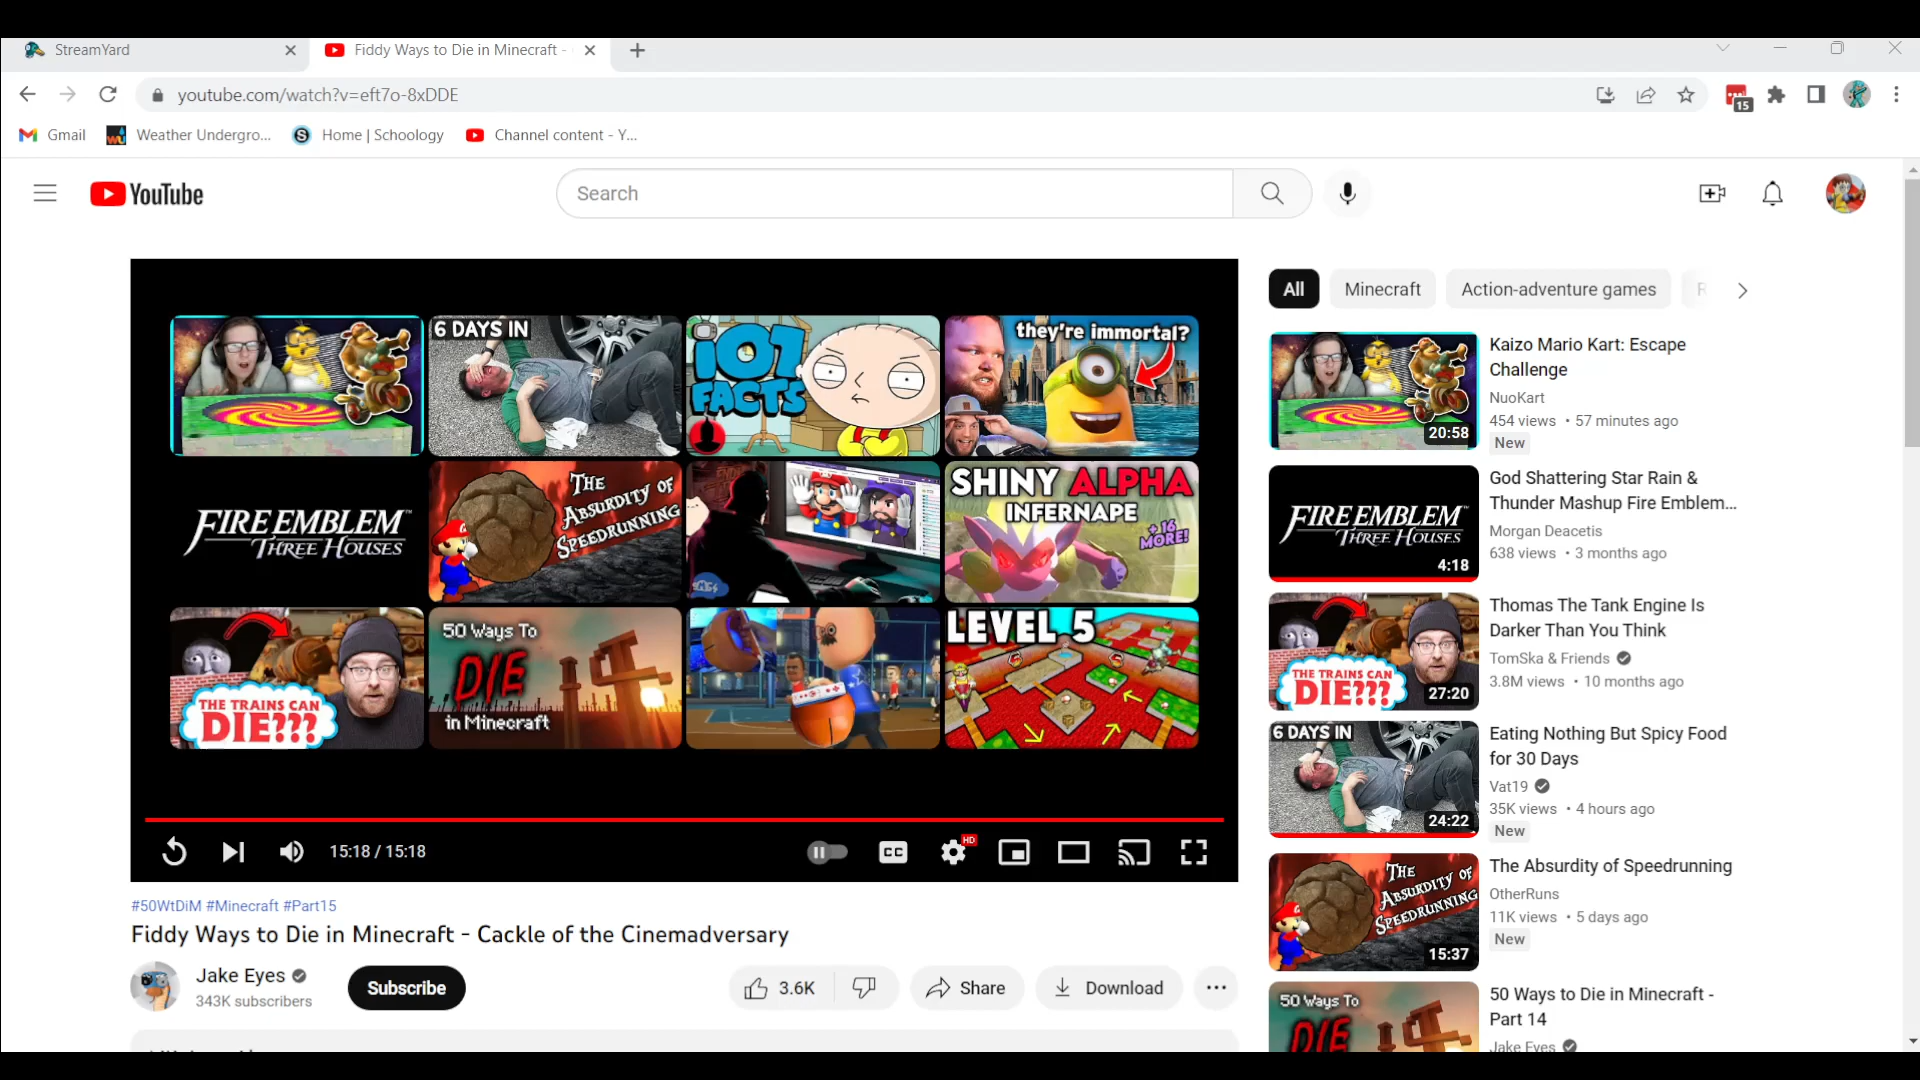 StreamYard
Fiddy Ways to Die in Minecraft -
youtube.com/watch?v=eft7o-8xDDE
15
Gmail
Weather Undergro...
Home | Schoology
Channel content - Y...
YouTube
Search
All
Minecraft
Action-adventure games
6 DAYS IN
101
FACTS
they're immortal?
FIRE EMBLEM
THREE HOUSES
THE
ABSURDITY OF
SPEEDRUNNING
SHINY ALPHA
INFERNAPE
+16
MORE!
THE TRAINS CAN
DIE???
50 Ways To
DIE
in Minecraft
LEVEL 5
15:18 / 15:18
CC
HD
#50WtDiM #Minecraft #Part15
Fiddy Ways to Die in Minecraft - Cackle of the Cinemadversary
Jake Eyes
343K subscribers
Subscribe
3.6K
Share
Download
20:58
Kaizo Mario Kart: Escape
Challenge
NuoKart
454 views • 57 minutes ago
New
FIRE EMBLEM
THREE HOUSES
4:18
God Shattering Star Rain &
Thunder Mashup Fire Emblem...
Morgan Deacetis
638 views • 3 months ago
THE TRAINS CAN
DIE???
27:20
Thomas The Tank Engine Is
Darker Than You Think
TomSka & Friends
3.8M views • 10 months ago
6 DAYS IN
24:22
Eating Nothing But Spicy Food
for 30 Days
Vat19
35K views • 4 hours ago
New
THE
ABSURDITY OF
SPEEDRUNNING
15:37
The Absurdity of Speedrunning
OtherRuns
11K views • 5 days ago
New
50 Ways To
DIE
50 Ways to Die in Minecraft -
Part 14
Jake Eyes